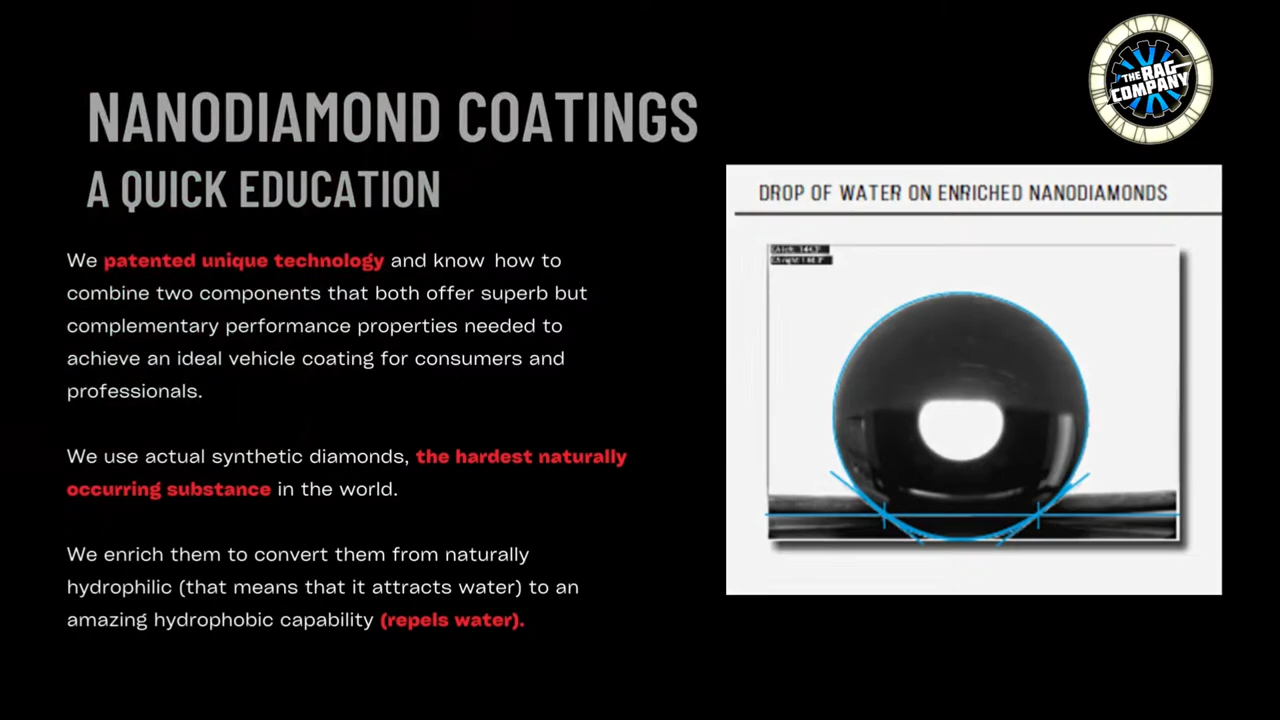 THE RAG
COMPANY
NANODIAMOND COATINGS
A QUICK EDUCATION
We patented unique technology and know how to
combine two components that both offer superb but
complementary performance properties needed to
achieve an ideal vehicle coating for consumers and
professionals.
We use actual synthetic diamonds, the hardest naturally
occurring substance in the world.
We enrich them to convert them from naturally
hydrophilic (that means that it attracts water) to an
amazing hydrophobic capability (repels water).
DROP OF WATER ON ENRICHED NANODIAMONDS